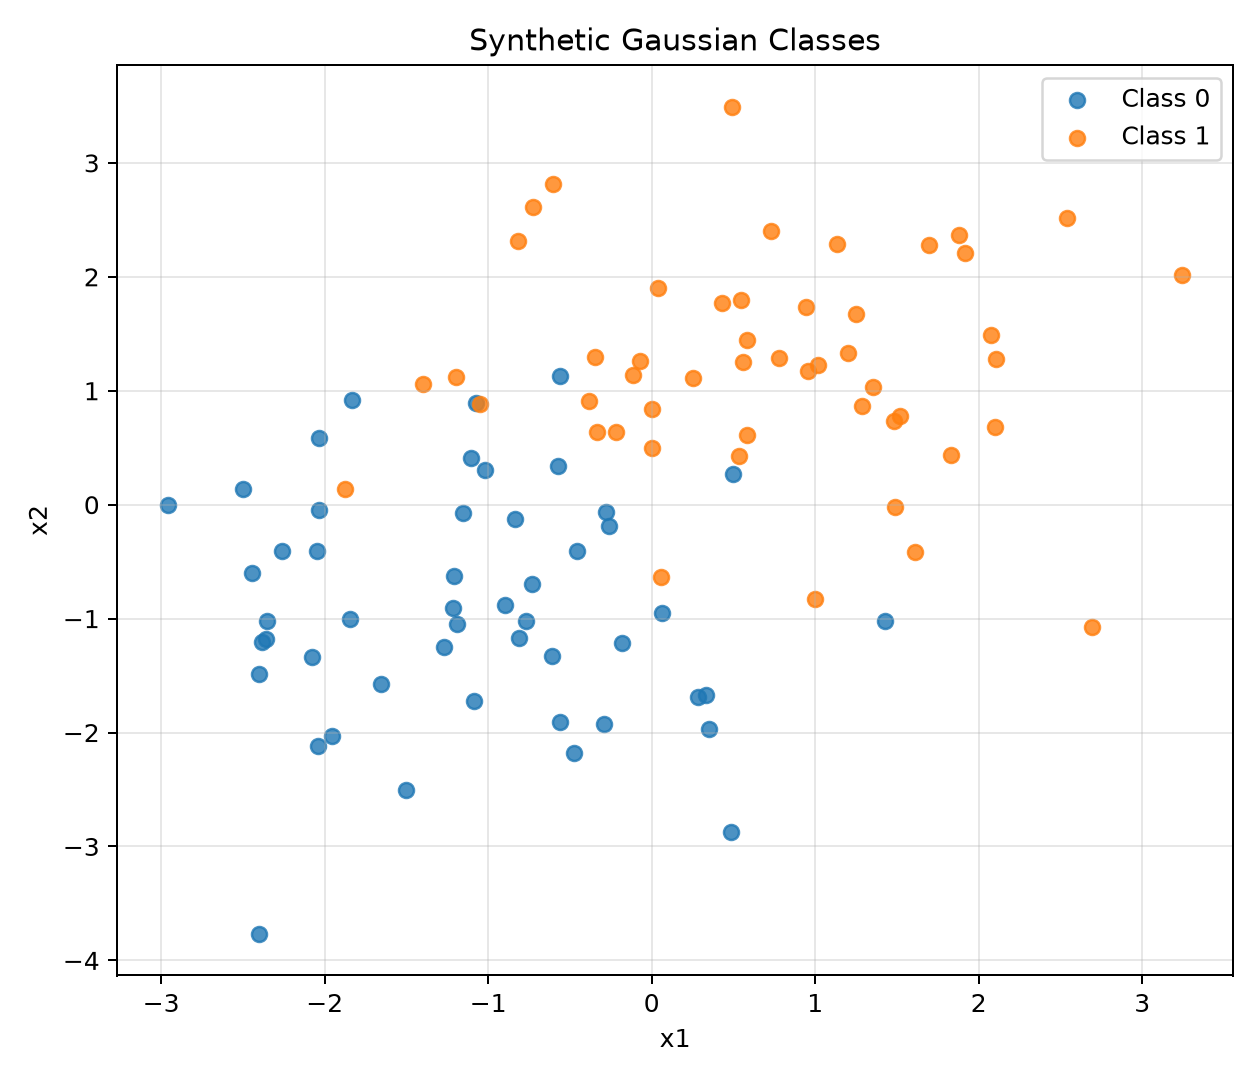 Synthetic Gaussian Classes
Class 0
Class 1
3
2
1
0
−1
−2
−3
−4
x2
−3 −2 −1 0 1 2 3
x1